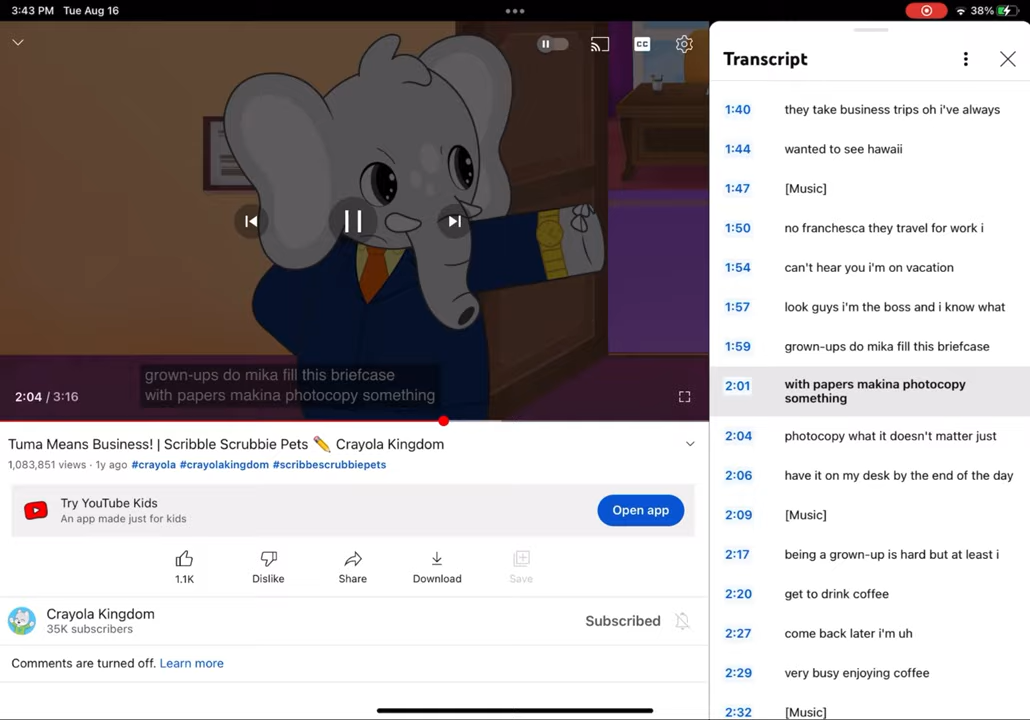 3:43 PM Tue Aug 16
38%
CC
grown-ups do mika fill this briefcase
with papers makina photocopy something
2:04 / 3:16
Tuma Means Business! | Scribble Scrubbie Pets ✏️ Crayola Kingdom
1,083,851 views · 1y ago #crayola #crayolakingdom #scribbescrubbiepets
Try YouTube Kids
An app made just for kids
Open app
1.1K Dislike Share Download Save
Crayola Kingdom
35K subscribers
Subscribed
Comments are turned off. Learn more
Transcript
1:40 they take business trips oh i've always
1:44 wanted to see hawaii
1:47 [Music]
1:50 no franchesca they travel for work i
1:54 can't hear you i'm on vacation
1:57 look guys i'm the boss and i know what
1:59 grown-ups do mika fill this briefcase
2:01 with papers makina photocopy
something
2:04 photocopy what it doesn't matter just
2:06 have it on my desk by the end of the day
2:09 [Music]
2:17 being a grown-up is hard but at least i
2:20 get to drink coffee
2:27 come back later i'm uh
2:29 very busy enjoying coffee
2:32 [Music]